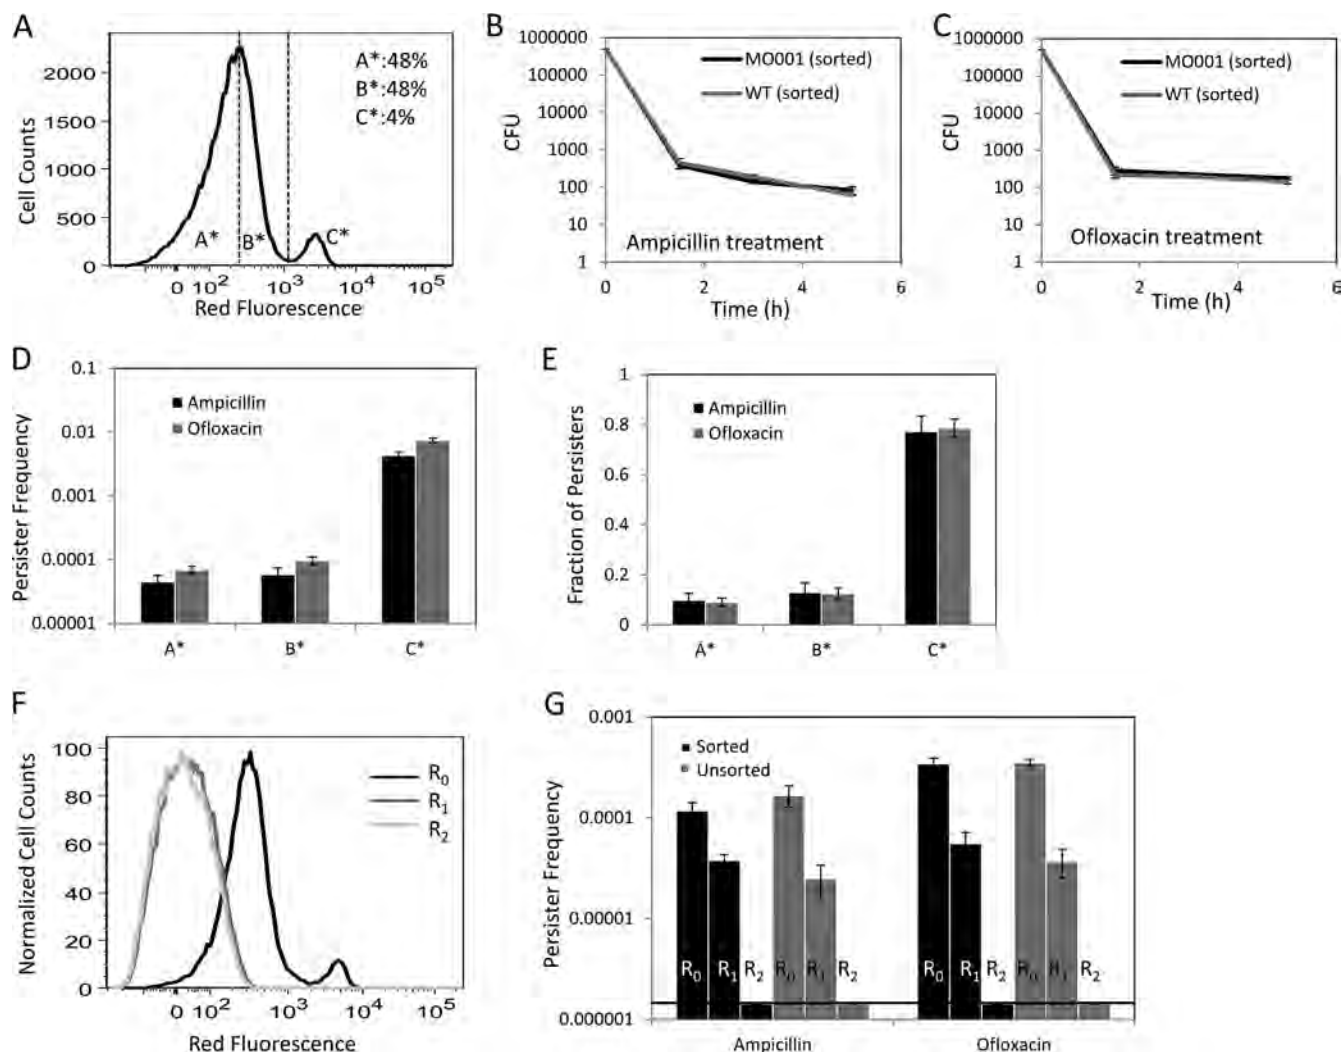 A
2000
1500
1000
500
0
Cell Counts
A*:48%
B*:48%
C*:4%
A*
B*
C*
0 10² 10³ 10⁴ 10⁵
Red Fluorescence
B
1000000
100000
10000
1000
100
10
1
CFU
MO001 (sorted)
WT (sorted)
Ampicillin treatment
0 2 4 6
Time (h)
C
1000000
100000
10000
1000
100
10
1
CFU
MO001 (sorted)
WT (sorted)
Ofloxacin treatment
0 2 4 6
Time (h)
D
0.1
0.01
0.001
0.0001
0.00001
Persister Frequency
Ampicillin
Ofloxacin
A* B* C*
E
1
0.8
0.6
0.4
0.2
0
Fraction of Persisters
Ampicillin
Ofloxacin
A* B* C*
F
100
80
60
40
20
0
Normalized Cell Counts
R₀
R₁
R₂
0 10² 10³ 10⁴ 10⁵
Red Fluorescence
G
0.001
0.0001
0.00001
0.000001
Persister Frequency
Sorted
Unsorted
R₀ R₁ R₂ R₀ R₁ R₂ R₀ R₁ R₂ R₀ R₁ R₂
Ampicillin Ofloxacin